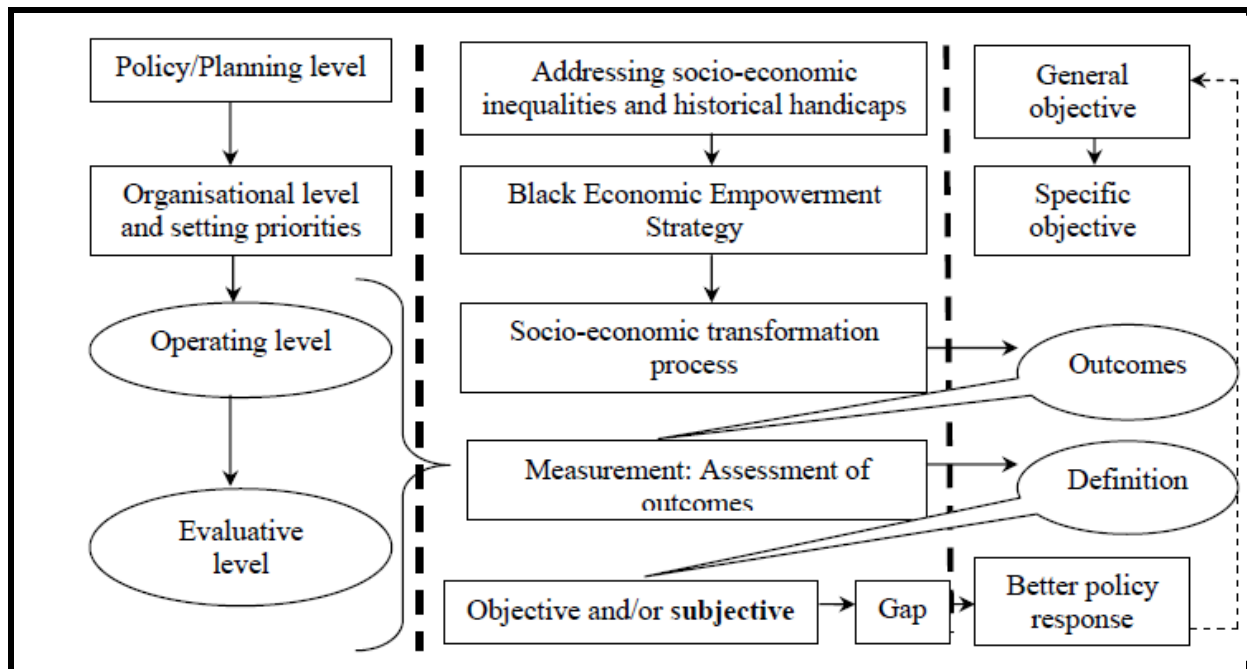 Policy/Planning level
Organisational level
and setting priorities
Operating level
Evaluative
level
Addressing socio-economic
inequalities and historical handicaps
Black Economic Empowerment
Strategy
Socio-economic transformation
process
Measurement: Assessment of
outcomes
Objective and/or subjective
Gap
General
objective
Specific
objective
Outcomes
Definition
Better policy
response